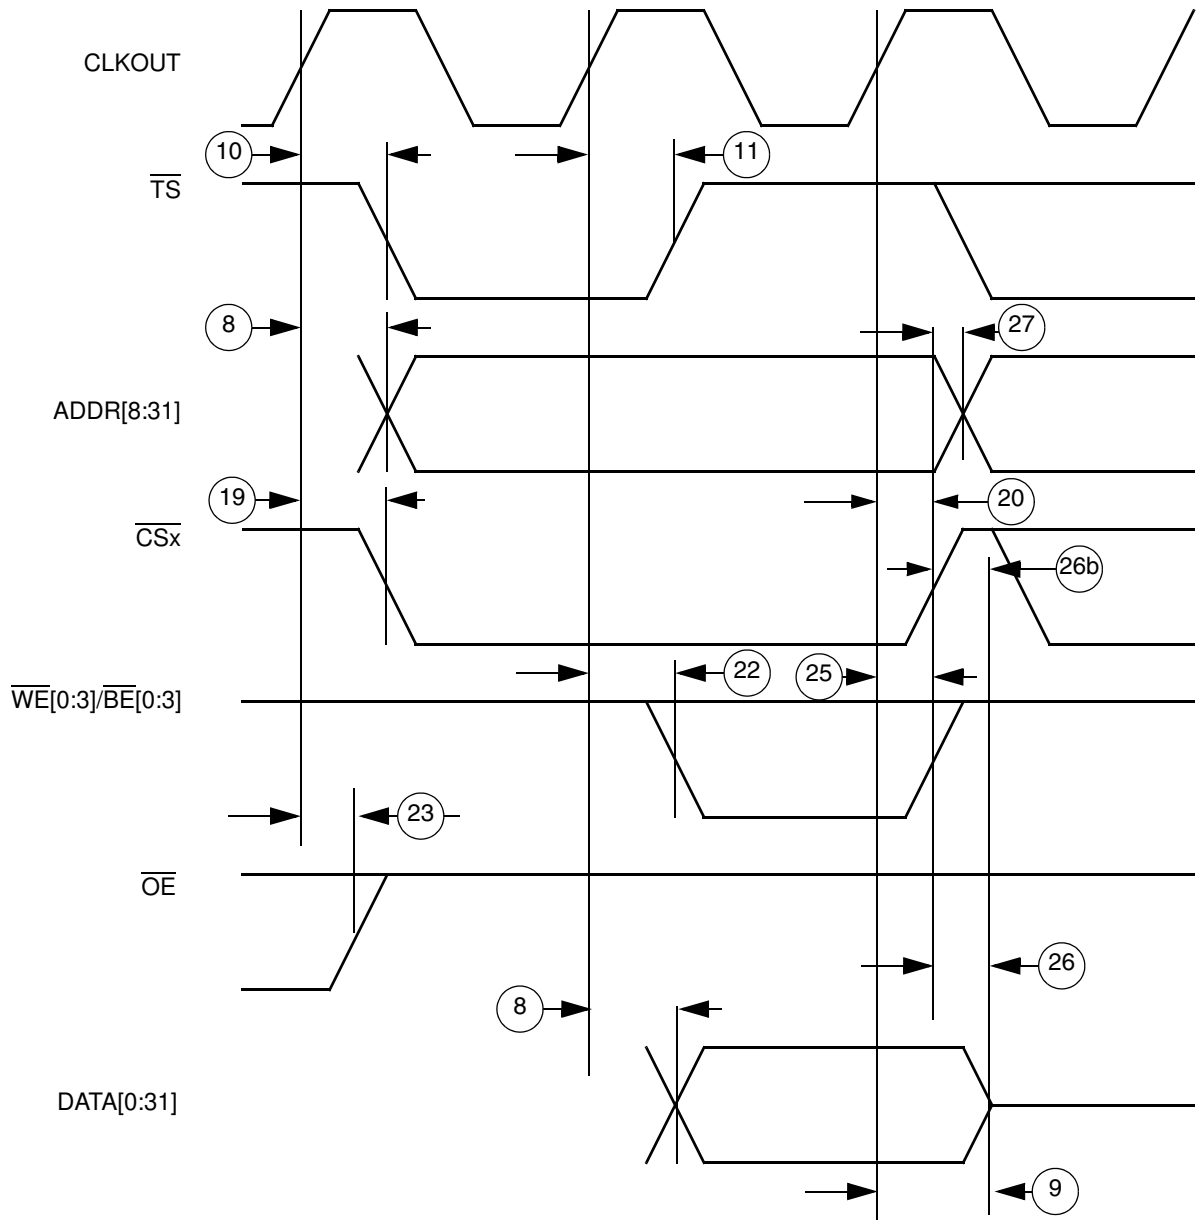 CLKOUT
10
11
TS
8
27
ADDR[8:31]
19
20
CSx
26b
22
25
WE[0:3]/BE[0:3]
23
OE
26
8
DATA[0:31]
9